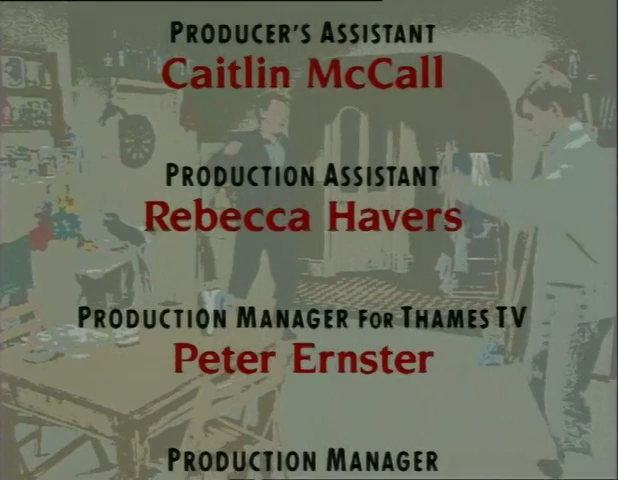 PRODUCER'S ASSISTANT
Caitlin McCall
PRODUCTION ASSISTANT
Rebecca Havers
PRODUCTION MANAGER FOR THAMES TV
Peter Ernster
PRODUCTION MANAGER